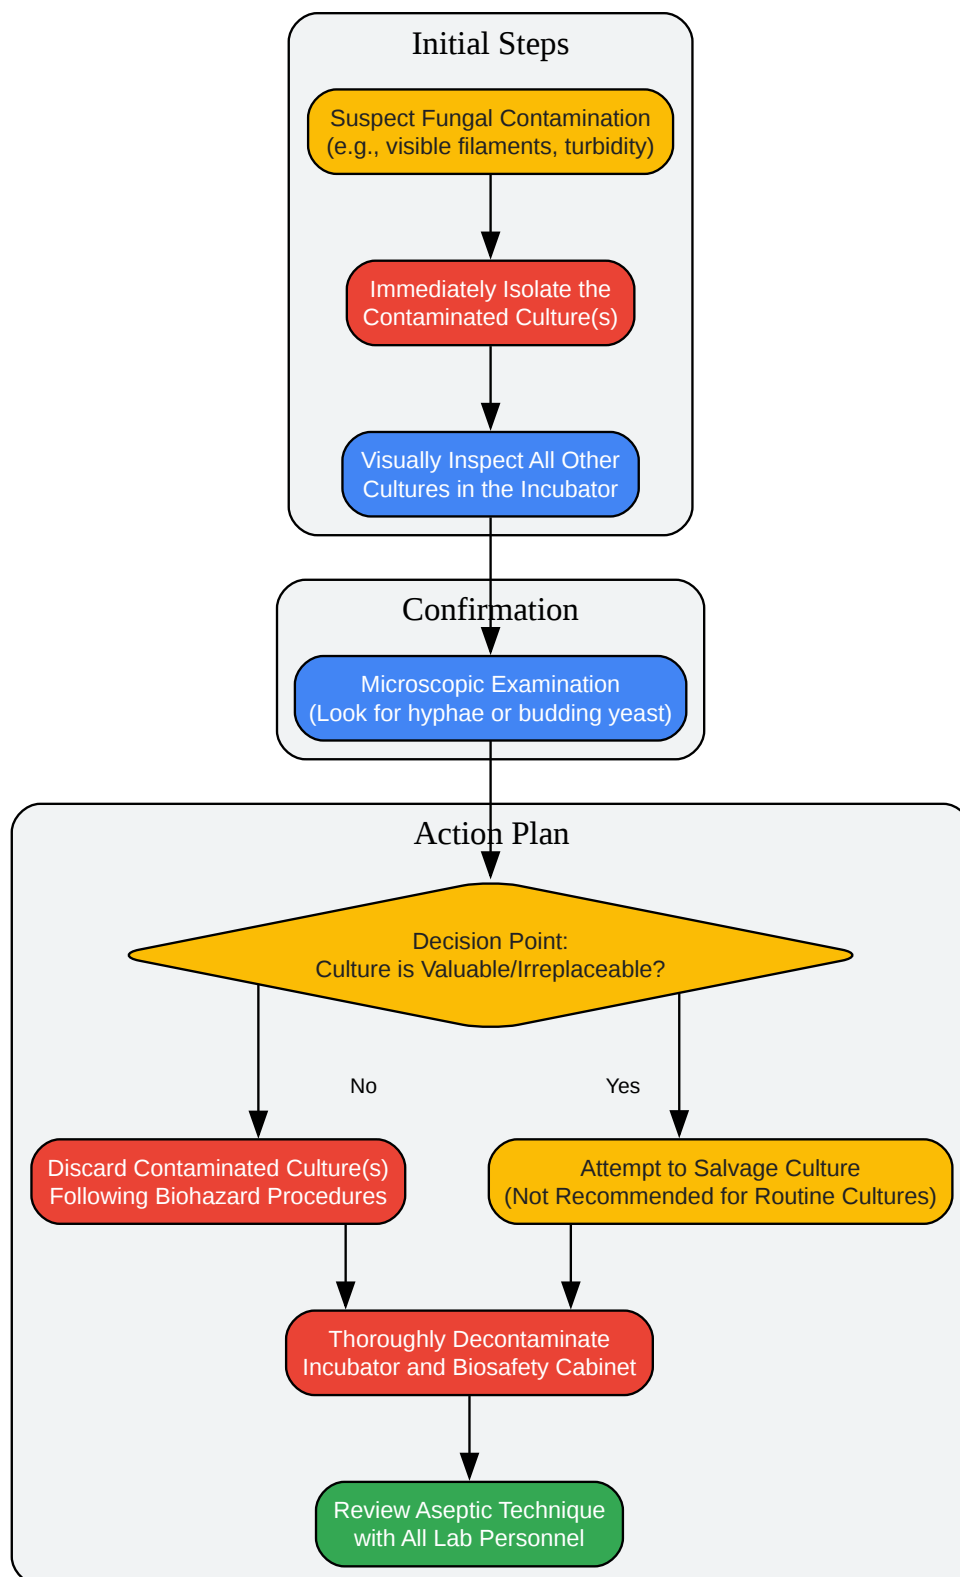 Initial Steps
Suspect Fungal Contamination
(e.g., visible filaments, turbidity)
Immediately Isolate the
Contaminated Culture(s)
Visually Inspect All Other
Cultures in the Incubator
Confirmation
Microscopic Examination
(Look for hyphae or budding yeast)
Action Plan
Decision Point:
Culture is Valuable/Irreplaceable?
No
Yes
Discard Contaminated Culture(s)
Following Biohazard Procedures
Attempt to Salvage Culture
(Not Recommended for Routine Cultures)
Thoroughly Decontaminate
Incubator and Biosafety Cabinet
Review Aseptic Technique
with All Lab Personnel